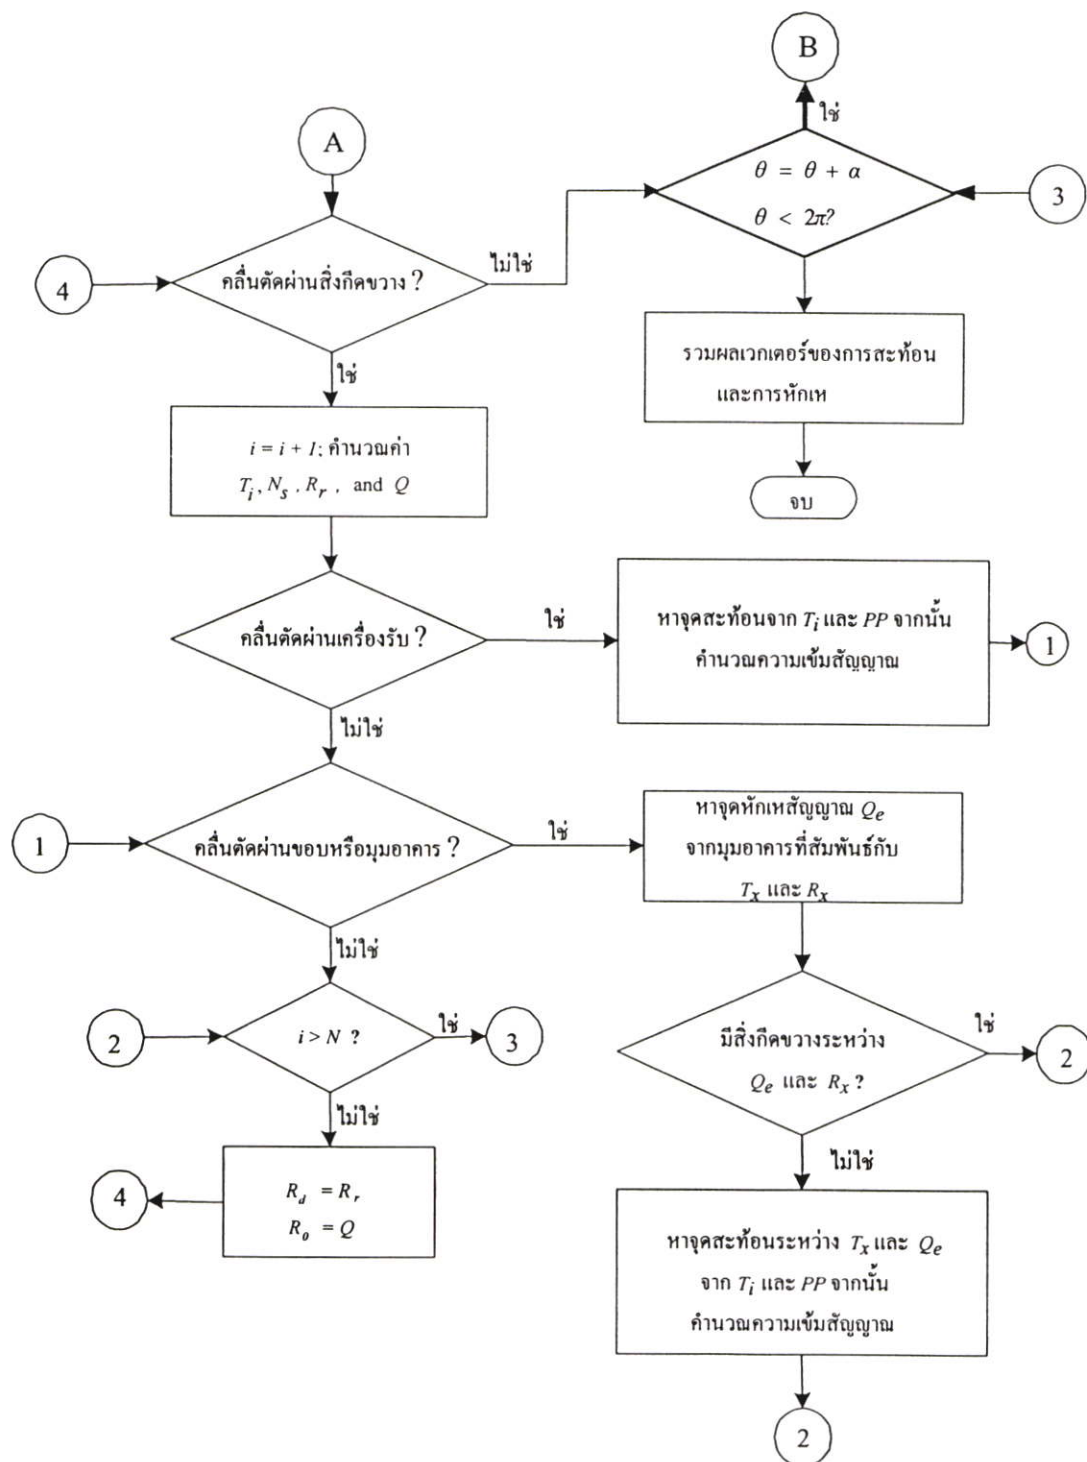 B
ใช่
A
θ = θ + α
θ < 2π?
3
ไม่ใช่
คลื่นตัดผ่านสิ่งกีดขวาง ?
4
รวมผลเวกเตอร์ของการสะท้อน
และการหักเห
ใช่
i = i + 1; คำนวณค่า
T_i, N_s, R_r, and Q
จบ
คลื่นตัดผ่านเครื่องรับ ?
ใช่
หาจุดสะท้อนจาก T_i และ PP จากนั้น
คำนวณความเข้มสัญญาณ
1
ไม่ใช่
1
คลื่นตัดผ่านขอบหรือมุมอาคาร ?
ใช่
หาจุดหักเหสัญญาณ Q_e
จากมุมอาคารที่สัมพันธ์กับ
T_x และ R_x
ไม่ใช่
2
i > N ?
ใช่
3
มีสิ่งกีดขวางระหว่าง
Q_e และ R_x ?
ใช่
2
ไม่ใช่
4
R_d = R_r
R_o = Q
ไม่ใช่
หาจุดสะท้อนระหว่าง T_x และ Q_e
จาก T_i และ PP จากนั้น
คำนวณความเข้มสัญญาณ
2